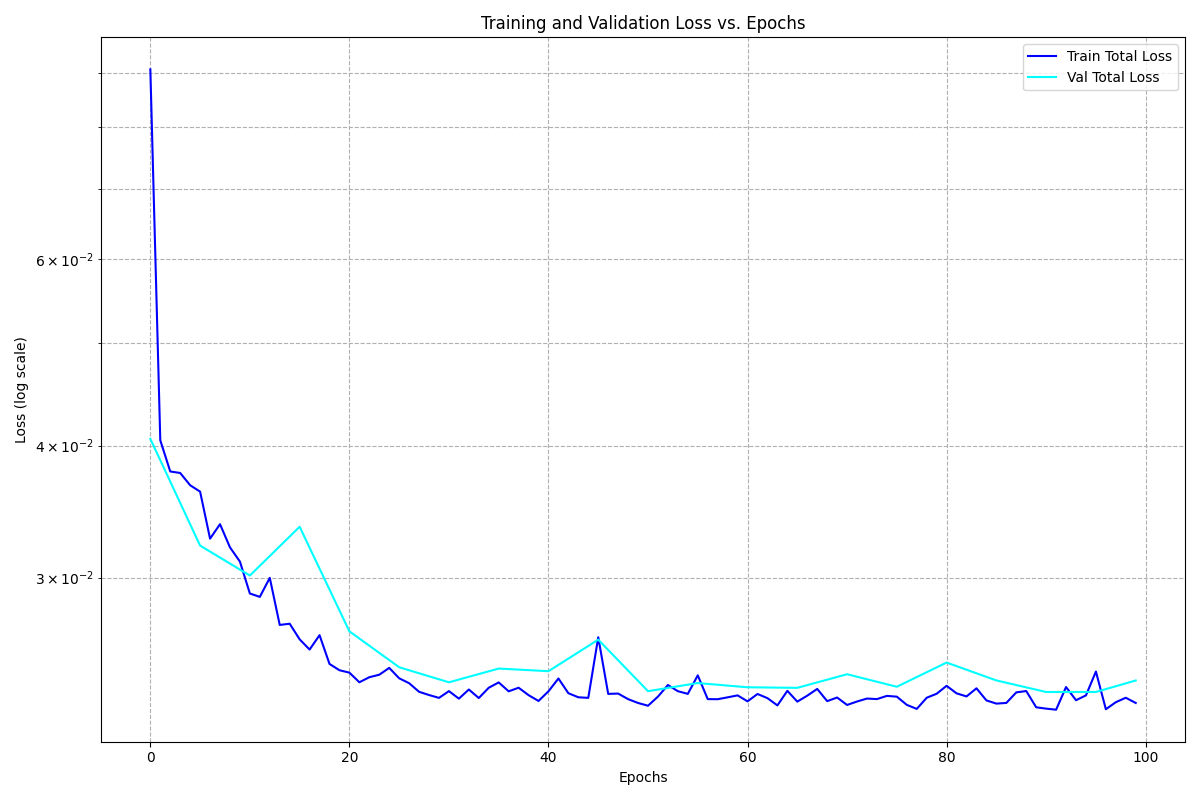 Training and Validation Loss vs. Epochs
Train Total Loss
Val Total Loss
6 × 10⁻²
4 × 10⁻²
3 × 10⁻²
Loss (log scale)
0 20 40 60 80 100
Epochs